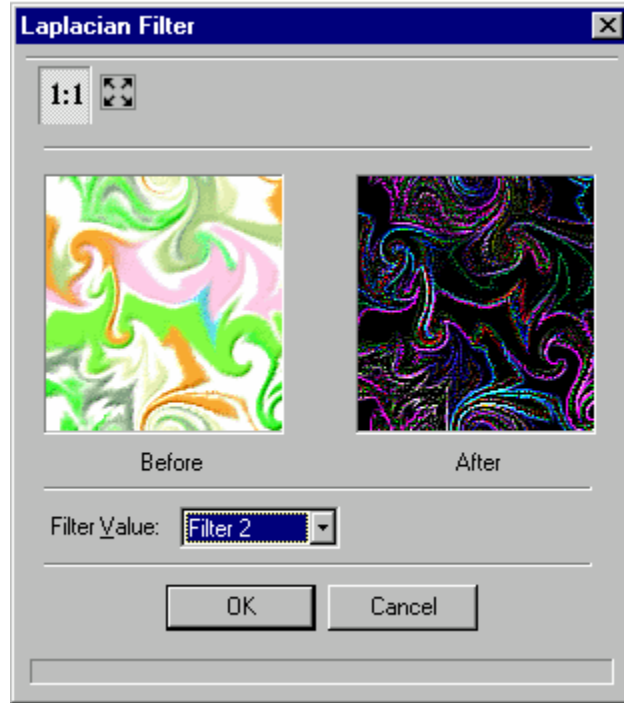 Laplacian Filter
1:1
Before
After
Filter Value:
Filter 2
OK
Cancel